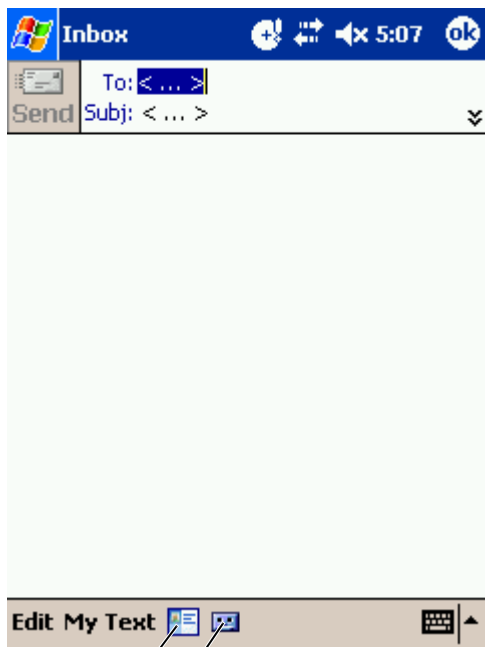 Inbox 5:07 ok
To: < ... >
Send Subj: < ... >
Edit My Text